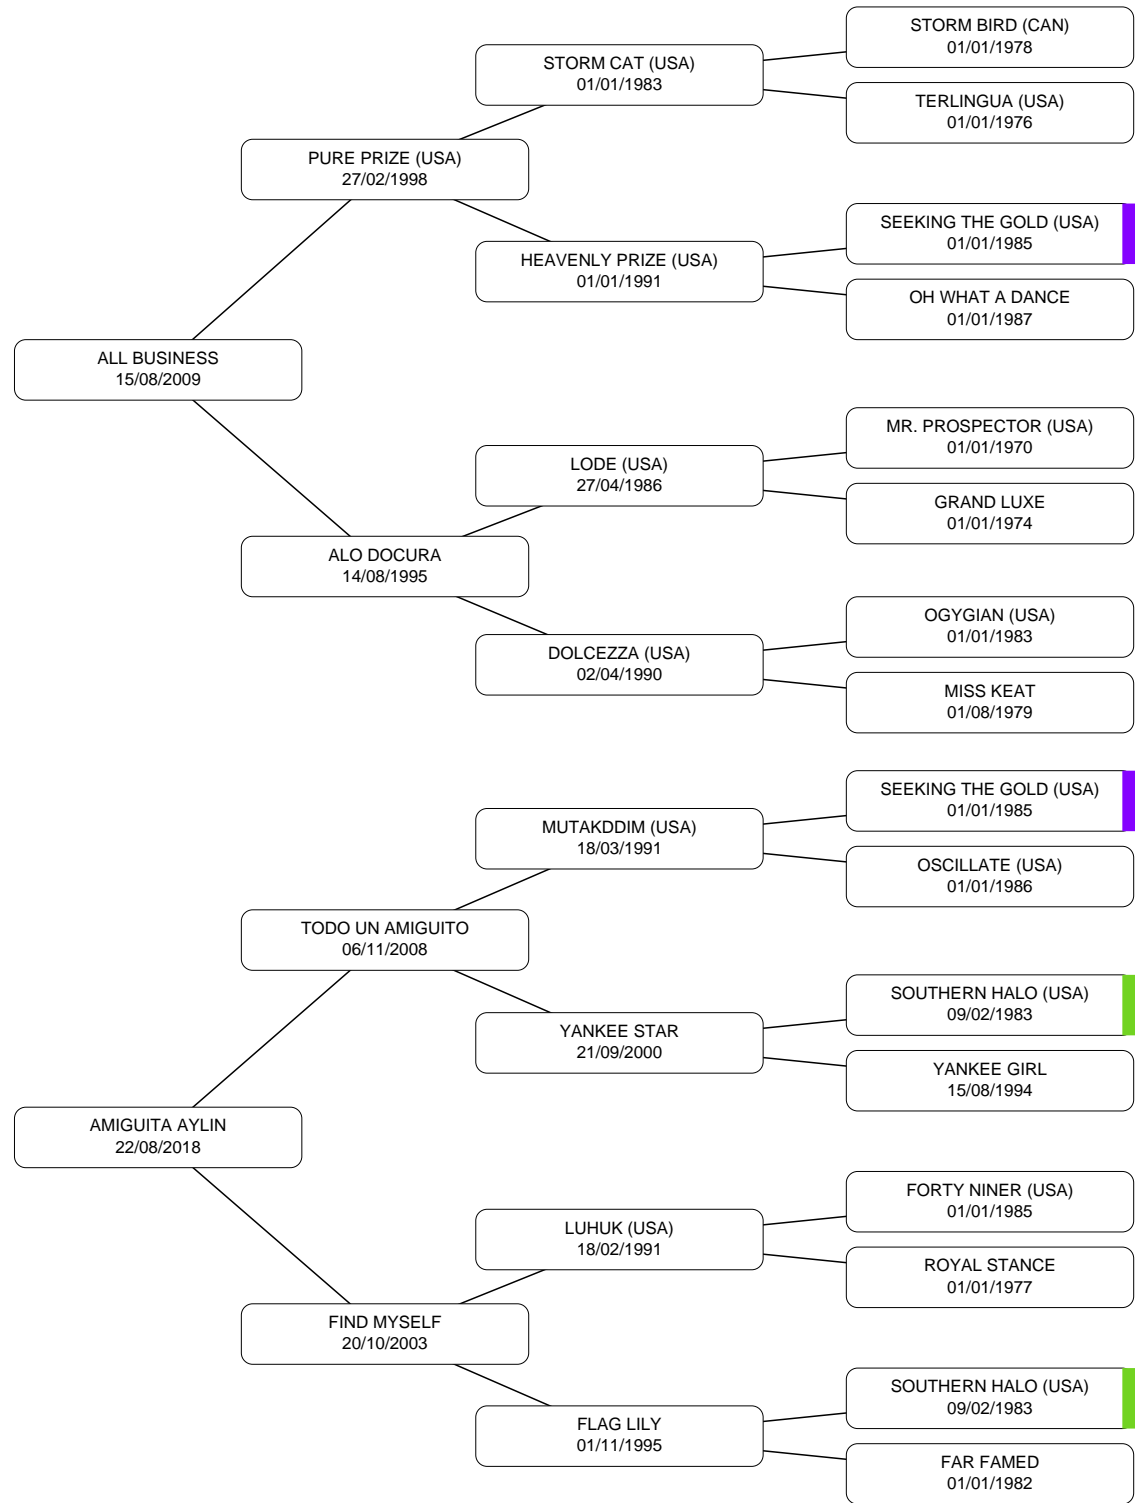 STORM BIRD (CAN)
01/01/1978
STORM CAT (USA)
01/01/1983
TERLINGUA (USA)
01/01/1976
PURE PRIZE (USA)
27/02/1998
SEEKING THE GOLD (USA)
01/01/1985
HEAVENLY PRIZE (USA)
01/01/1991
OH WHAT A DANCE
01/01/1987
ALL BUSINESS
15/08/2009
MR. PROSPECTOR (USA)
01/01/1970
LODE (USA)
27/04/1986
GRAND LUXE
01/01/1974
ALO DOCURA
14/08/1995
OGYGIAN (USA)
01/01/1983
DOLCEZZA (USA)
02/04/1990
MISS KEAT
01/08/1979
SEEKING THE GOLD (USA)
01/01/1985
MUTAKDDIM (USA)
18/03/1991
OSCILLATE (USA)
01/01/1986
TODO UN AMIGUITO
06/11/2008
SOUTHERN HALO (USA)
09/02/1983
YANKEE STAR
21/09/2000
YANKEE GIRL
15/08/1994
AMIGUITA AYLIN
22/08/2018
FORTY NINER (USA)
01/01/1985
LUHUK (USA)
18/02/1991
ROYAL STANCE
01/01/1977
FIND MYSELF
20/10/2003
SOUTHERN HALO (USA)
09/02/1983
FLAG LILY
01/11/1995
FAR FAMED
01/01/1982